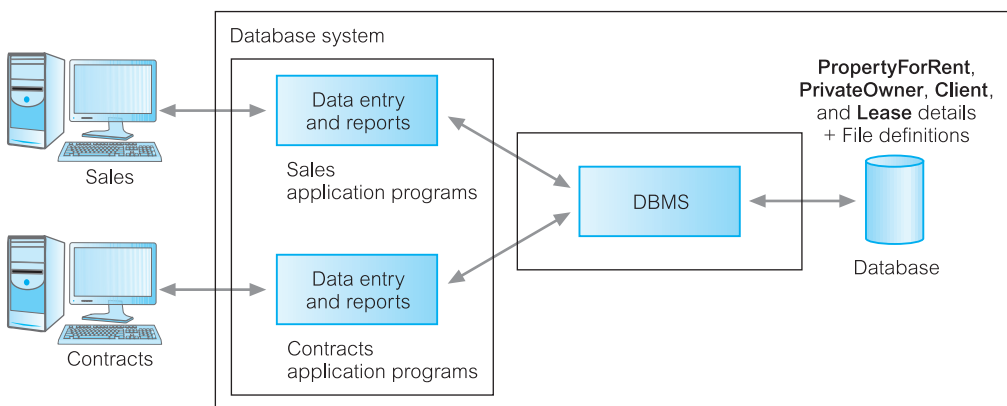 Database system
PropertyForRent,
PrivateOwner, Client,
and Lease details
+ File definitions
Data entry
and reports
Sales
Sales
application programs
DBMS
Database
Data entry
and reports
Contracts
Contracts
application programs